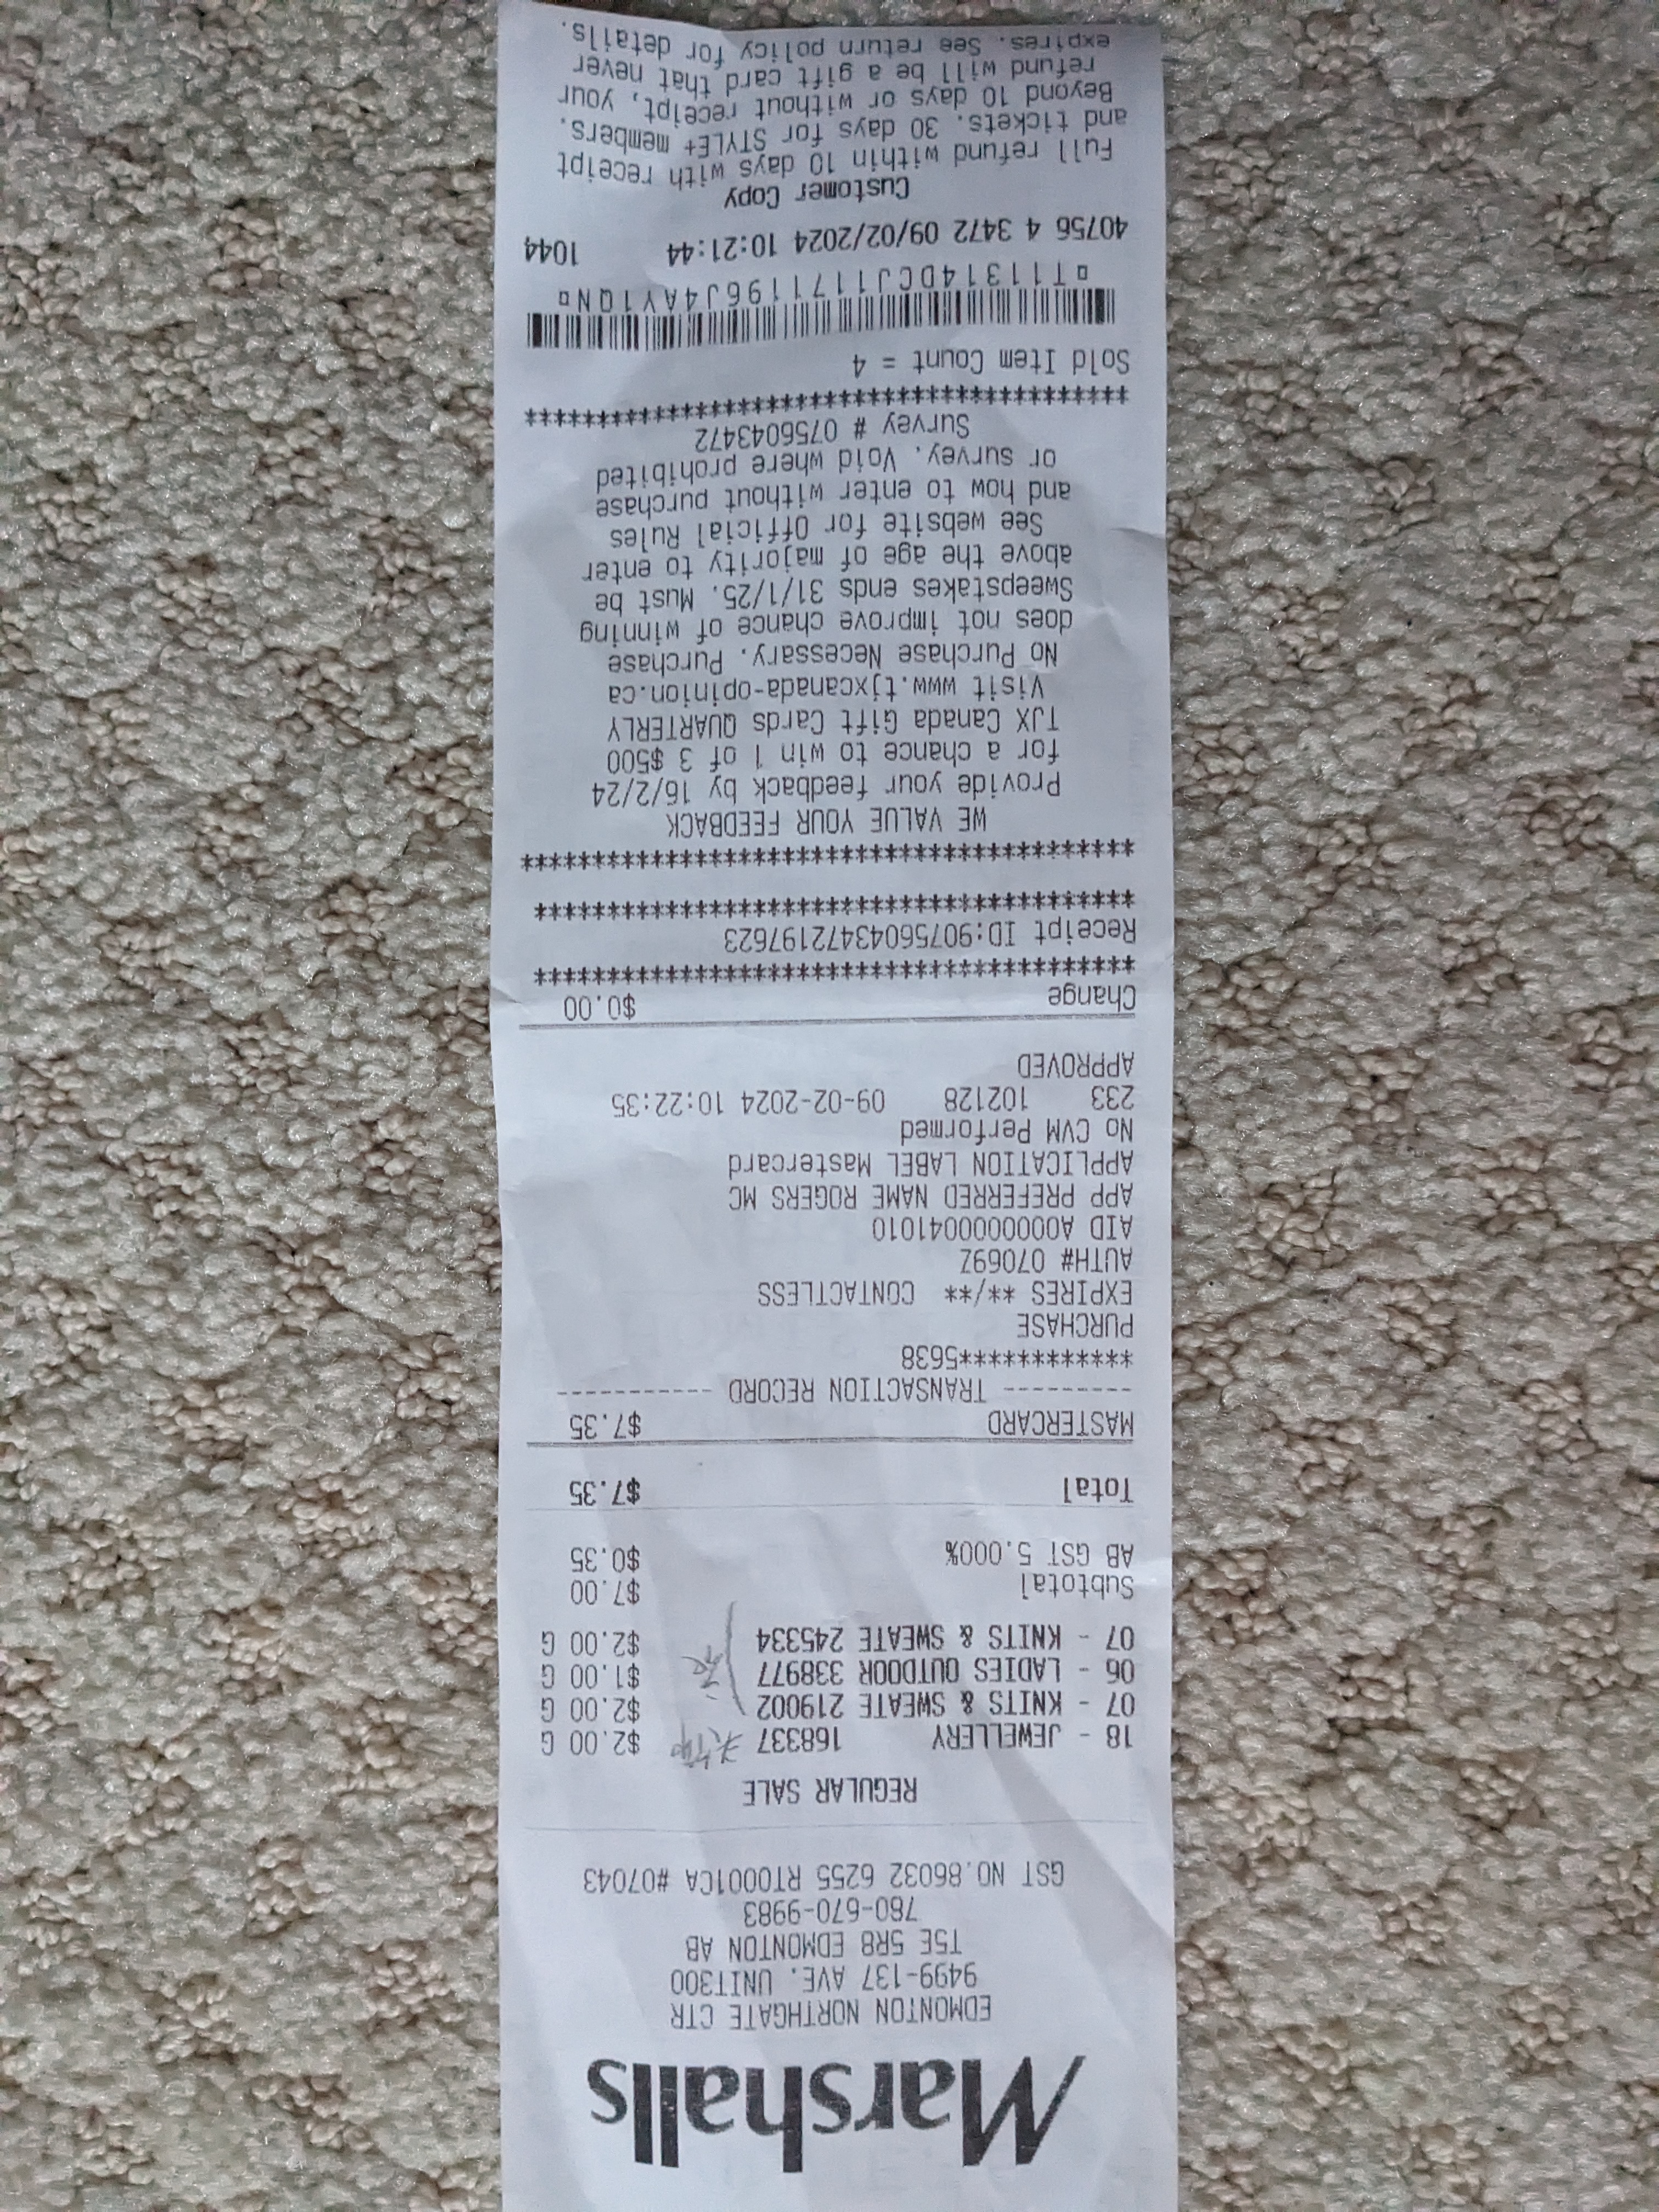 Marshalls
EDMONTON NORTHGATE CTR
9499-137 AVE. UNIT300
T5E 5R8 EDMONTON AB
780-670-9983
GST NO.86032 6255 RT0001CA #07043
REGULAR SALE
18 - JEWELLERY 168337 $2.00 G
07 - KNITS & SWEATE 219002 $2.00 G
06 - LADIES OUTDOOR 338977 $1.00 G
07 - KNITS & SWEATE 245334 $2.00 G
Subtotal $7.00
AB GST 5.000% $0.35
Total $7.35
MASTERCARD $7.35
--------- TRANSACTION RECORD -----------
************5638
PURCHASE
EXPIRES **/** CONTACTLESS
AUTH# 07069Z
AID A0000000041010
APP PREFERRED NAME ROGERS MC
APPLICATION LABEL Mastercard
No CVM Performed
233 102128 09-02-2024 10:22:35
APPROVED
Change $0.00
******************************************
Receipt ID:90756043472197623
******************************************
*******************************************
WE VALUE YOUR FEEDBACK
Provide your feedback by 16/2/24
for a chance to win 1 of 3 $500
TJX Canada Gift Cards QUARTERLY
Visit www.tjxcanada-opinion.ca
No Purchase Necessary. Purchase
does not improve chance of winning
Sweepstakes ends 31/1/25. Must be
above the age of majority to enter
See website for Official Rules
and how to enter without purchase
or survey. Void where prohibited
Survey # 0756043472
*******************************************
Sold Item Count = 4
¤T11314DCJ1171196J4AY1QN¤
40756 4 3472 09/02/2024 10:21:44 1044
Customer Copy
Full refund within 10 days with receipt
and tickets. 30 days for STYLE+ members.
Beyond 10 days or without receipt, your
refund will be a gift card that never
expires. See return policy for details.